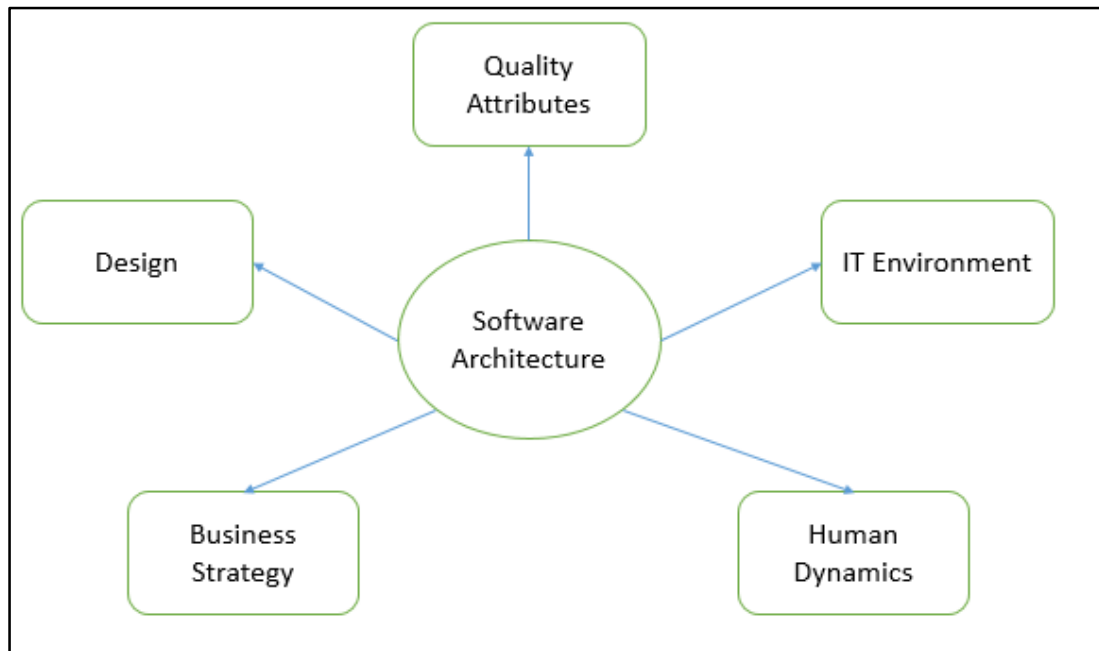 Quality
Attributes
Design
IT Environment
Software
Architecture
Business
Strategy
Human
Dynamics